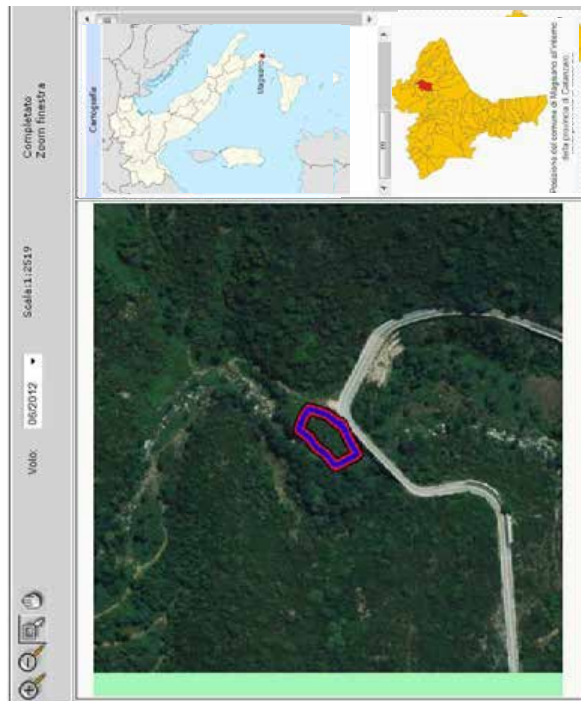 Volo: 06/2012 Scala:1:2519 Completato
Zoom finestra
Cartografia
Magisano
Posizione del comune di Magisano all'interno
della provincia di Catanzaro